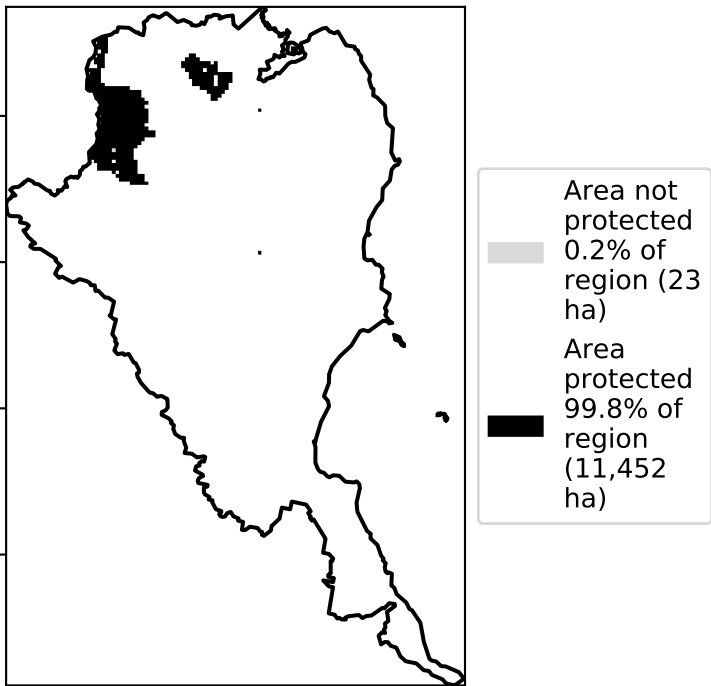 Area not
protected
0.2% of
region (23
ha)
Area
protected
99.8% of
region
(11,452
ha)